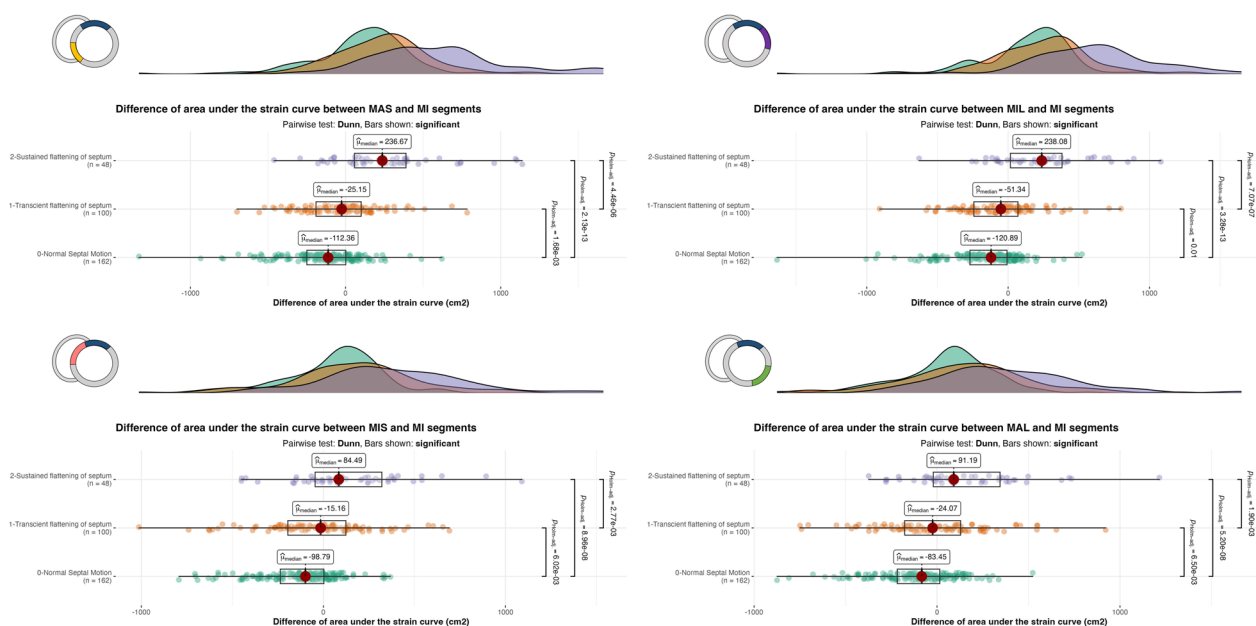 Difference of area under the strain curve between MAS and MI segments
Pairwise test: Dunn, Bars shown: significant
2-Sustained flattening of septum
(n = 48)
1-Transient flattening of septum
(n = 100)
0-Normal Septal Motion
(n = 162)
μ̂median = 236.67
μ̂median = -25.15
μ̂median = -112.36
pHolm-adj. = 4.46e-06
pHolm-adj. = 2.13e-13
pHolm-adj. = 1.68e-03
-1000
0
1000
Difference of area under the strain curve (cm2)
Difference of area under the strain curve between MIL and MI segments
Pairwise test: Dunn, Bars shown: significant
2-Sustained flattening of septum
(n = 48)
1-Transient flattening of septum
(n = 100)
0-Normal Septal Motion
(n = 162)
μ̂median = 238.08
μ̂median = -51.34
μ̂median = -120.89
pHolm-adj. = 7.07e-07
pHolm-adj. = 3.28e-13
pHolm-adj. = 0.01
-1000
0
1000
Difference of area under the strain curve (cm2)
Difference of area under the strain curve between MIS and MI segments
Pairwise test: Dunn, Bars shown: significant
2-Sustained flattening of septum
(n = 48)
1-Transient flattening of septum
(n = 100)
0-Normal Septal Motion
(n = 162)
μ̂median = 84.49
μ̂median = -15.16
μ̂median = -98.79
pHolm-adj. = 2.77e-03
pHolm-adj. = 8.96e-08
pHolm-adj. = 6.02e-03
-1000
0
1000
Difference of area under the strain curve (cm2)
Difference of area under the strain curve between MAL and MI segments
Pairwise test: Dunn, Bars shown: significant
2-Sustained flattening of septum
(n = 48)
1-Transient flattening of septum
(n = 100)
0-Normal Septal Motion
(n = 162)
μ̂median = 91.19
μ̂median = -24.07
μ̂median = -83.45
pHolm-adj. = 1.90e-03
pHolm-adj. = 5.20e-08
pHolm-adj. = 6.50e-03
-1000
0
1000
Difference of area under the strain curve (cm2)